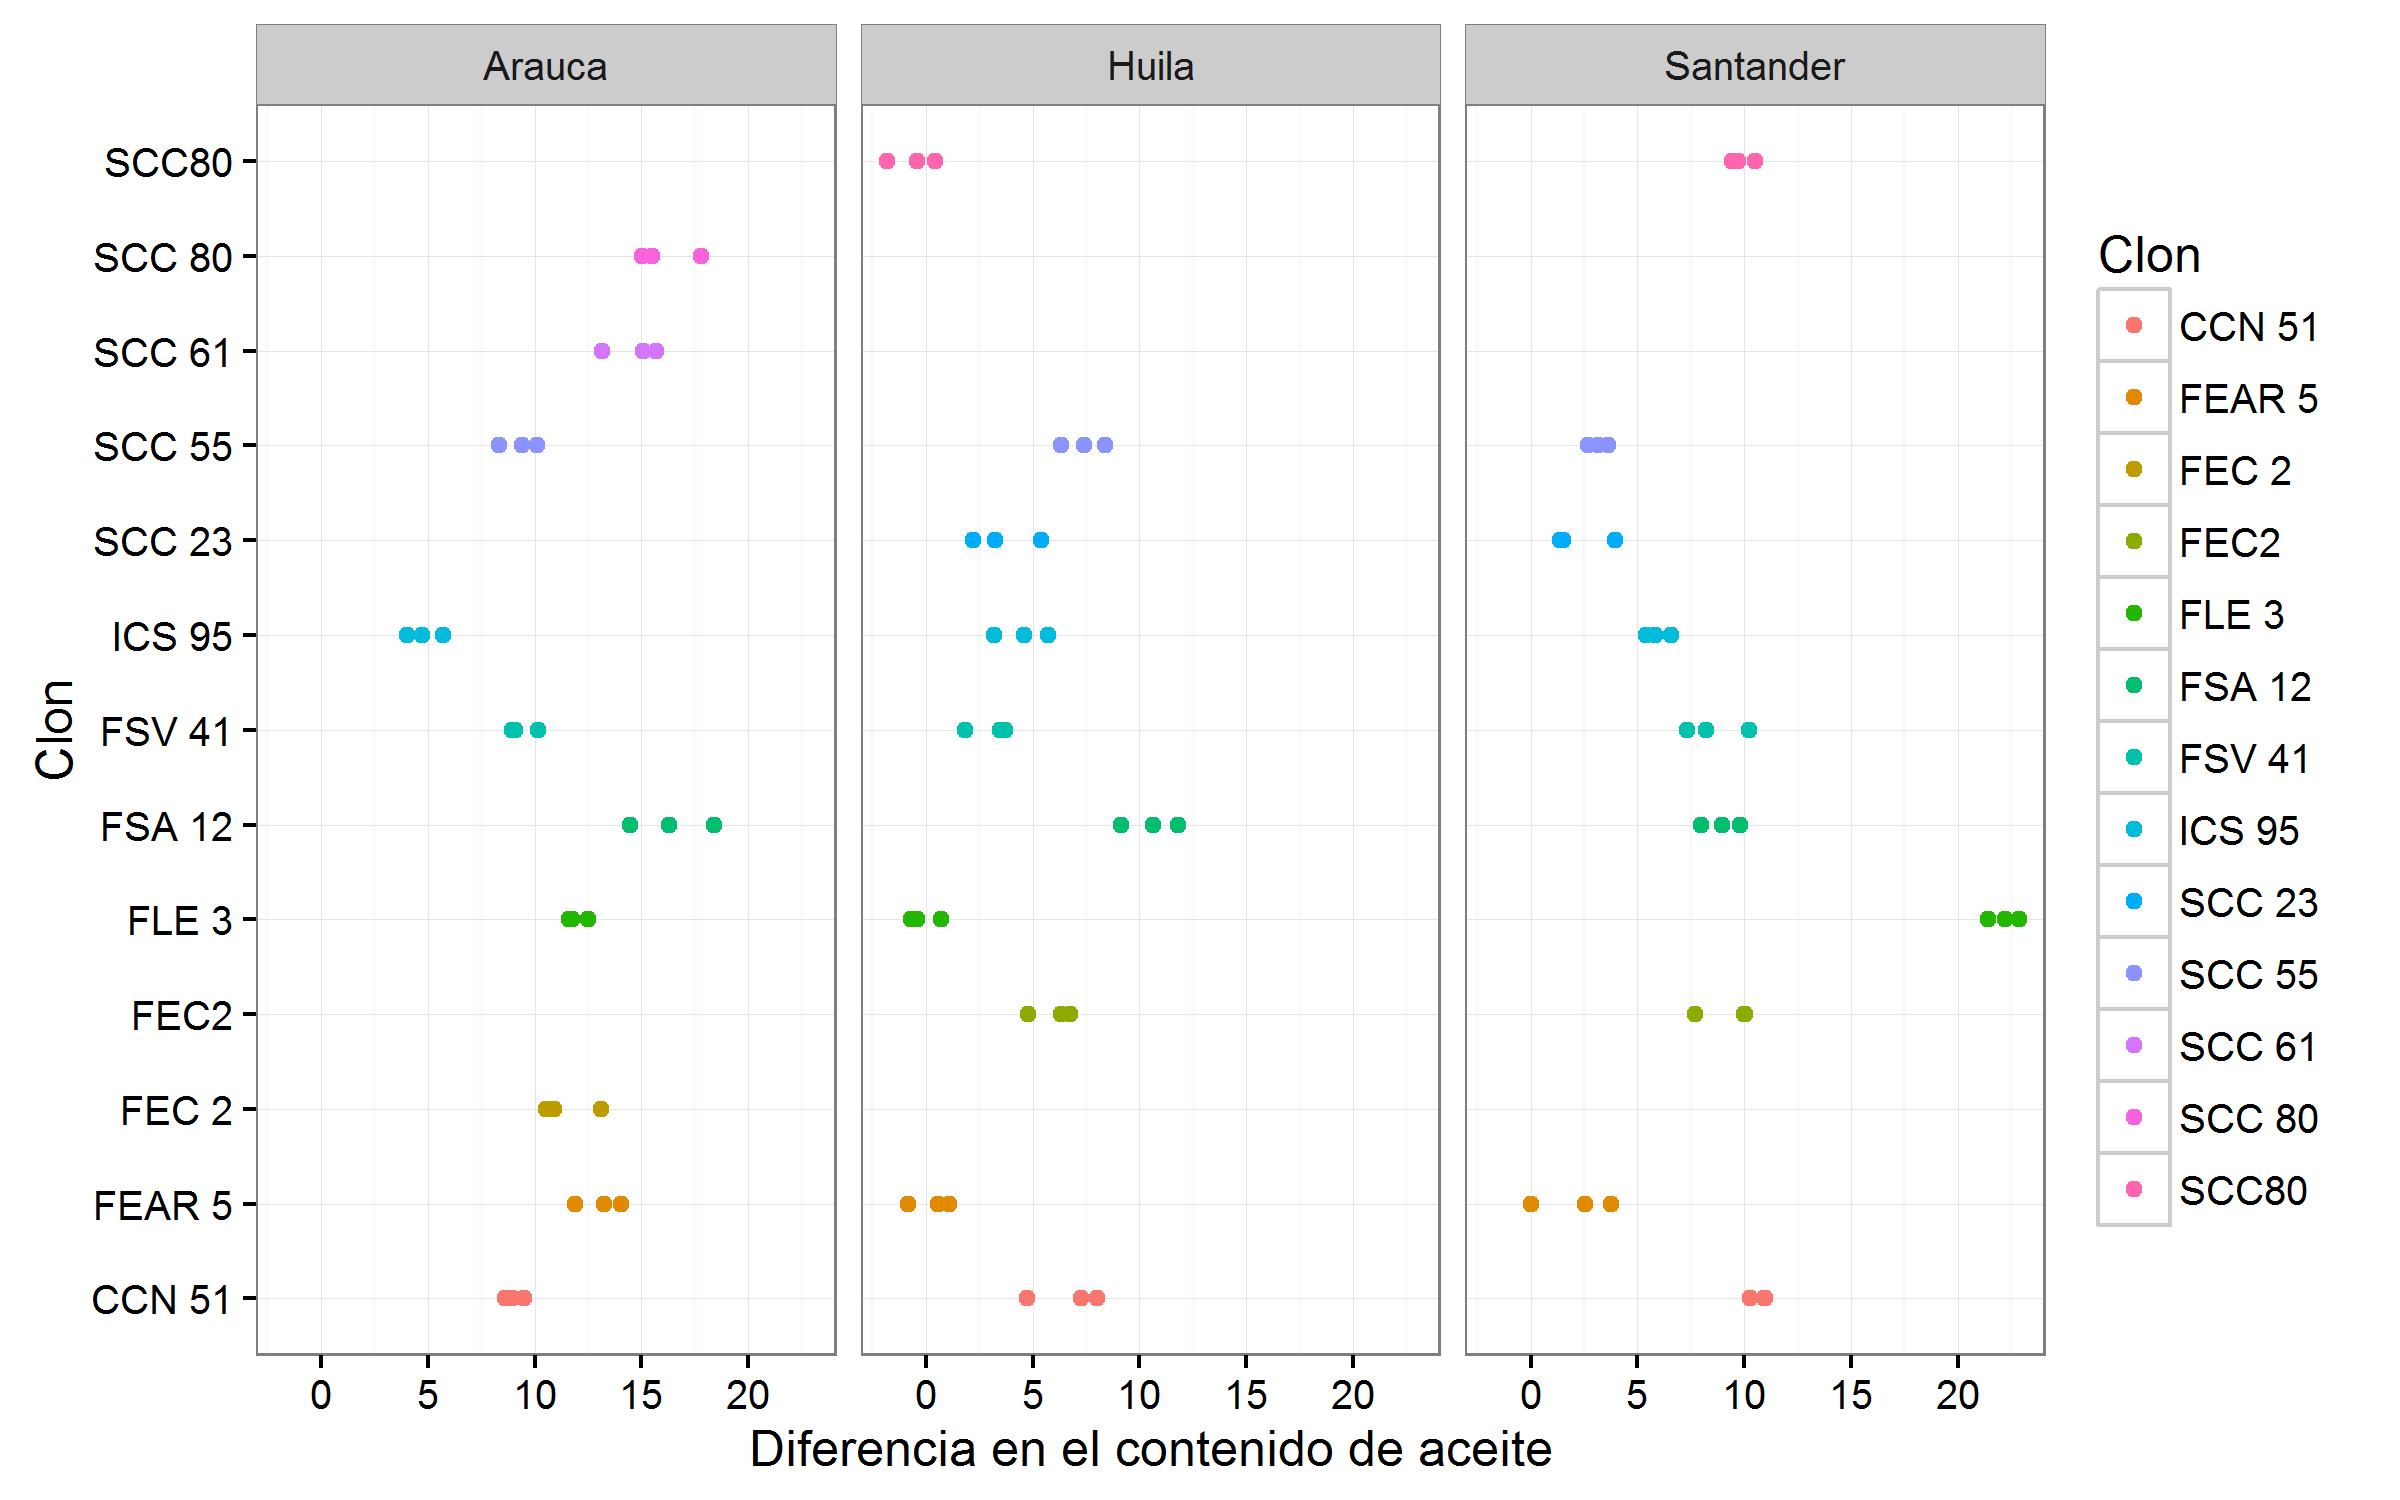 Arauca
Huila
Santander
SCC80
SCC 80
SCC 61
SCC 55
SCC 23
ICS 95
FSV 41
FSA 12
FLE 3
FEC2
FEC 2
FEAR 5
CCN 51
Clon
0 5 10 15 20
0 5 10 15 20
0 5 10 15 20
Diferencia en el contenido de aceite
Clon
CCN 51
FEAR 5
FEC 2
FEC2
FLE 3
FSA 12
FSV 41
ICS 95
SCC 23
SCC 55
SCC 61
SCC 80
SCC80